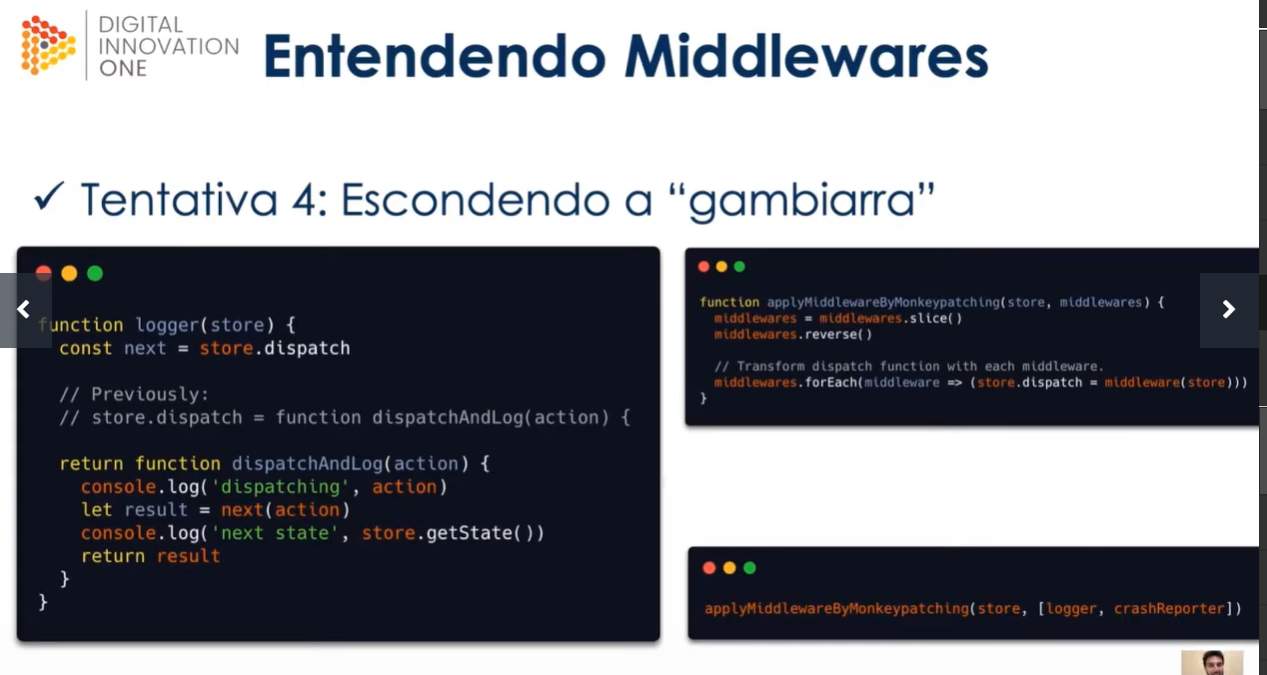 DIGITAL
INNOVATION
ONE
Entendendo Middlewares
✓ Tentativa 4: Escondendo a “gambiarra”
function logger(store) {
const next = store.dispatch
// Previously:
// store.dispatch = function dispatchAndLog(action) {
return function dispatchAndLog(action) {
console.log('dispatching', action)
let result = next(action)
console.log('next state', store.getState())
return result
}
}
function applyMiddlewareByMonkeypatching(store, middlewares) {
middlewares = middlewares.slice()
middlewares.reverse()
// Transform dispatch function with each middleware.
middlewares.forEach(middleware => (store.dispatch = middleware(store)))
}
applyMiddlewareByMonkeypatching(store, [logger, crashReporter])